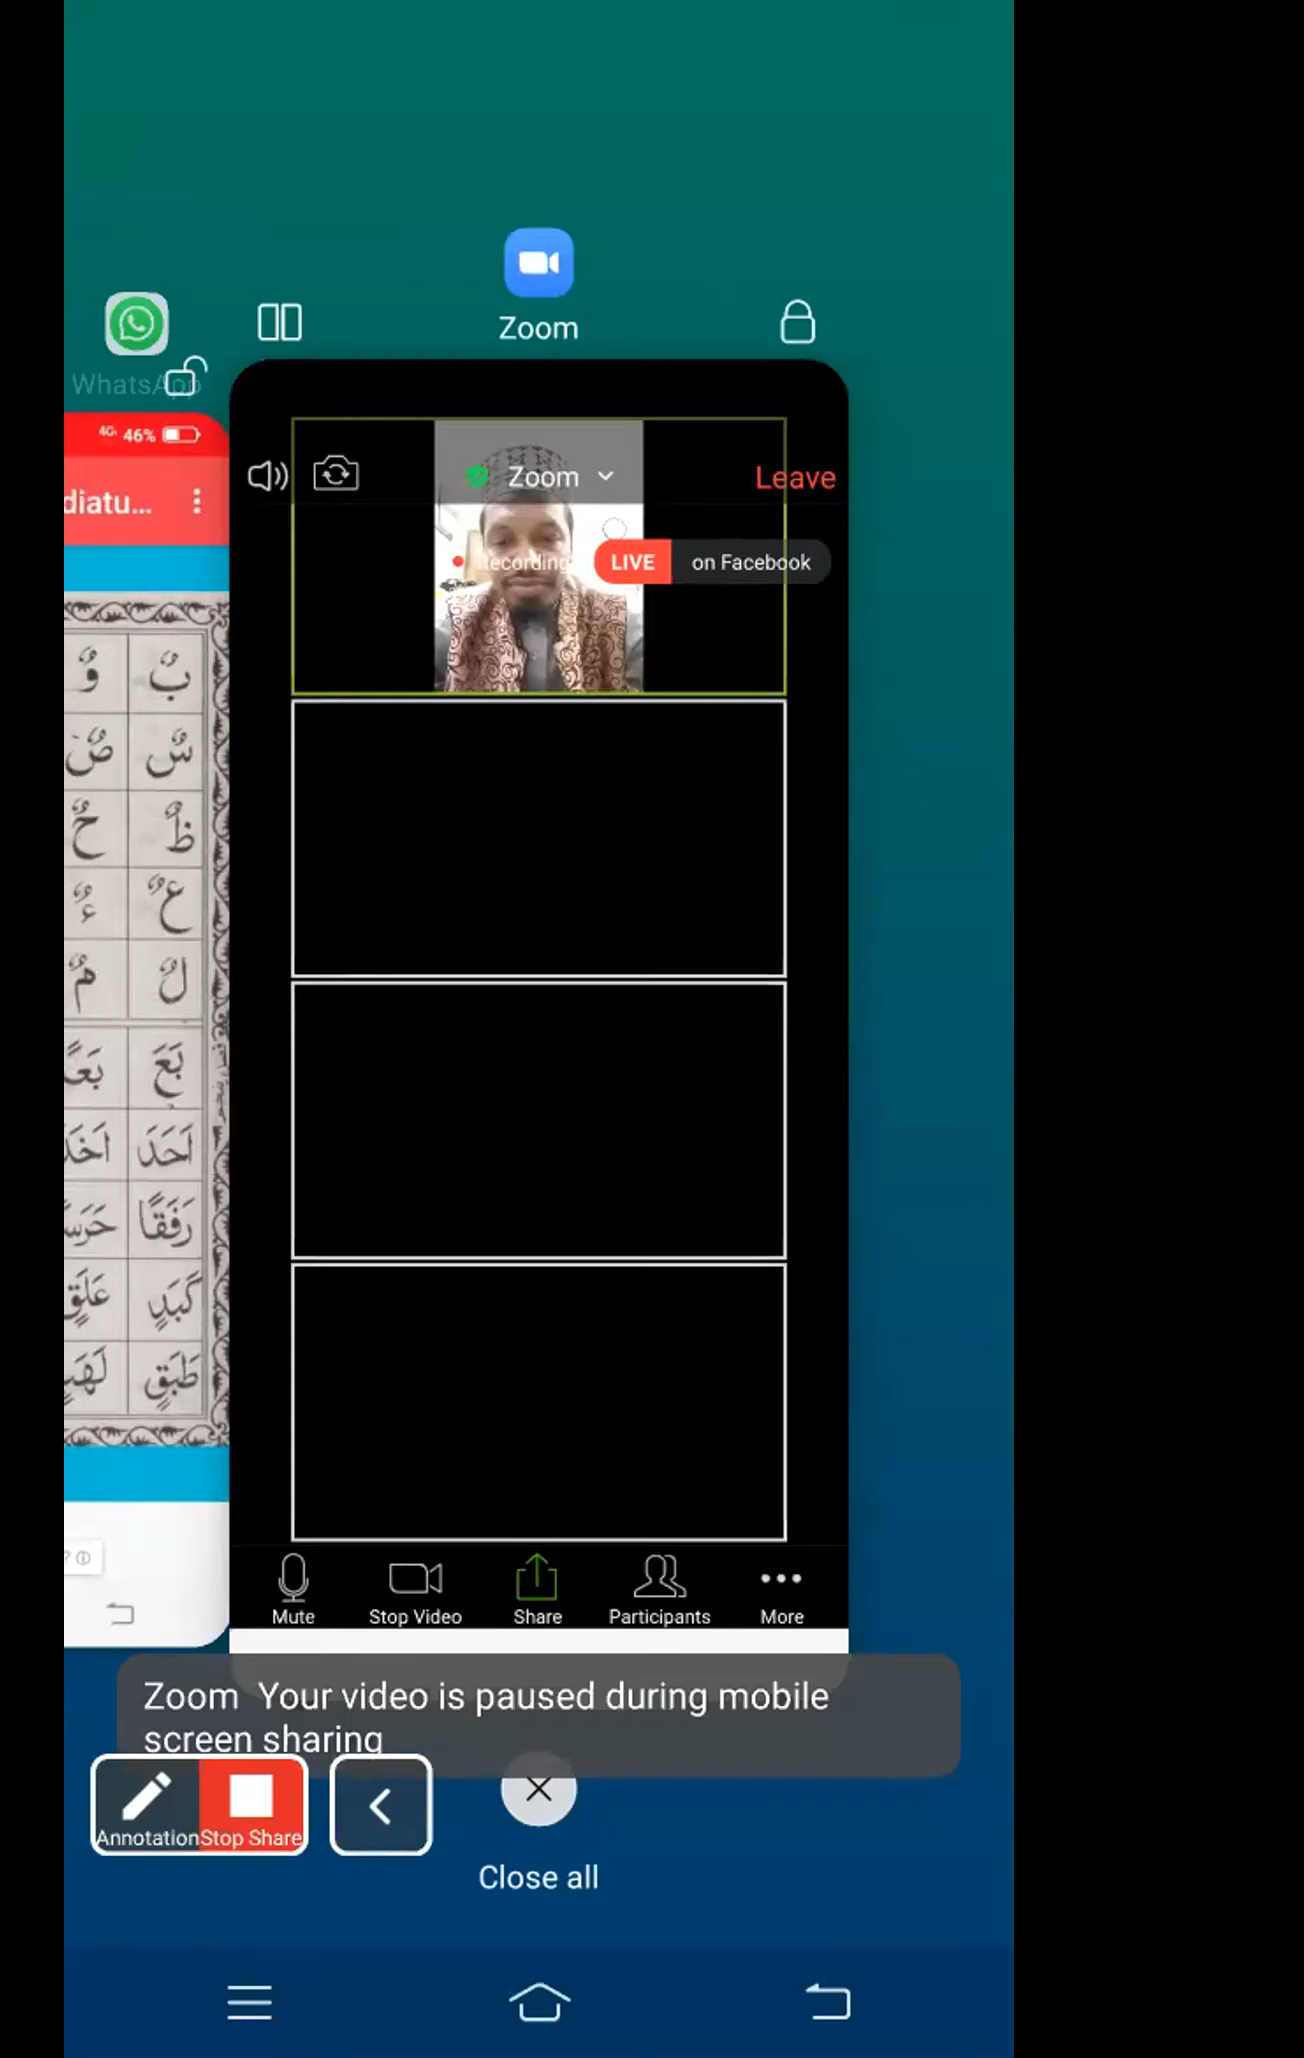 Zoom
WhatsApp
4G 46%
diatu...
Zoom
Leave
Recording
LIVE on Facebook
بٌ وٌ
سٌ صٌ
ظٌ حٌ
عٌ ءٌ
لٌ مٌ
بَعَ بَعً
اَحَدَ اَخَذَ
رَفَقًا حَرَسً
كَبَدٍ عَلَقٍ
طَبَقٍ لَهَبٍ
Mute Stop Video Share Participants More
Zoom Your video is paused during mobile
screen sharing
Annotation Stop Share
Close all